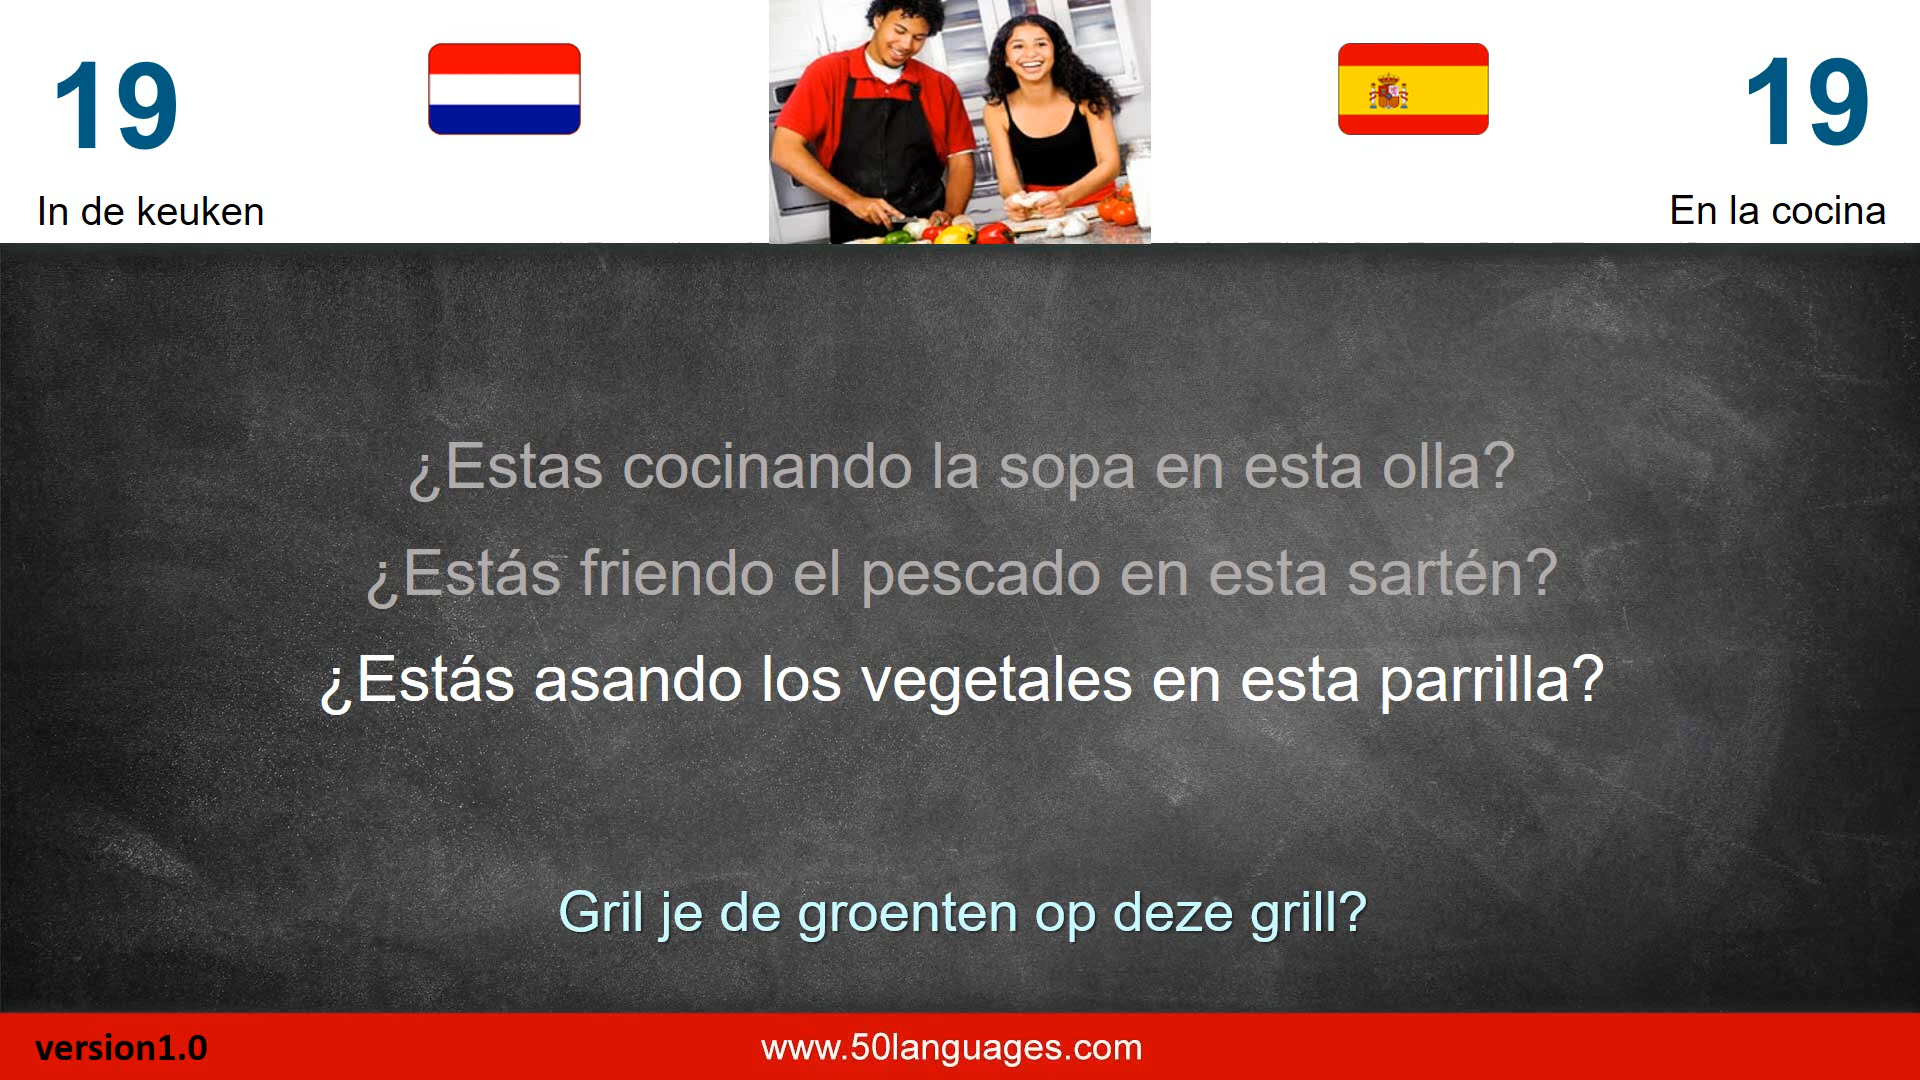 19
In de keuken
19
En la cocina
¿Estas cocinando la sopa en esta olla?
¿Estás friendo el pescado en esta sartén?
¿Estás asando los vegetales en esta parrilla?
Gril je de groenten op deze grill?
version1.0
www.50languages.com